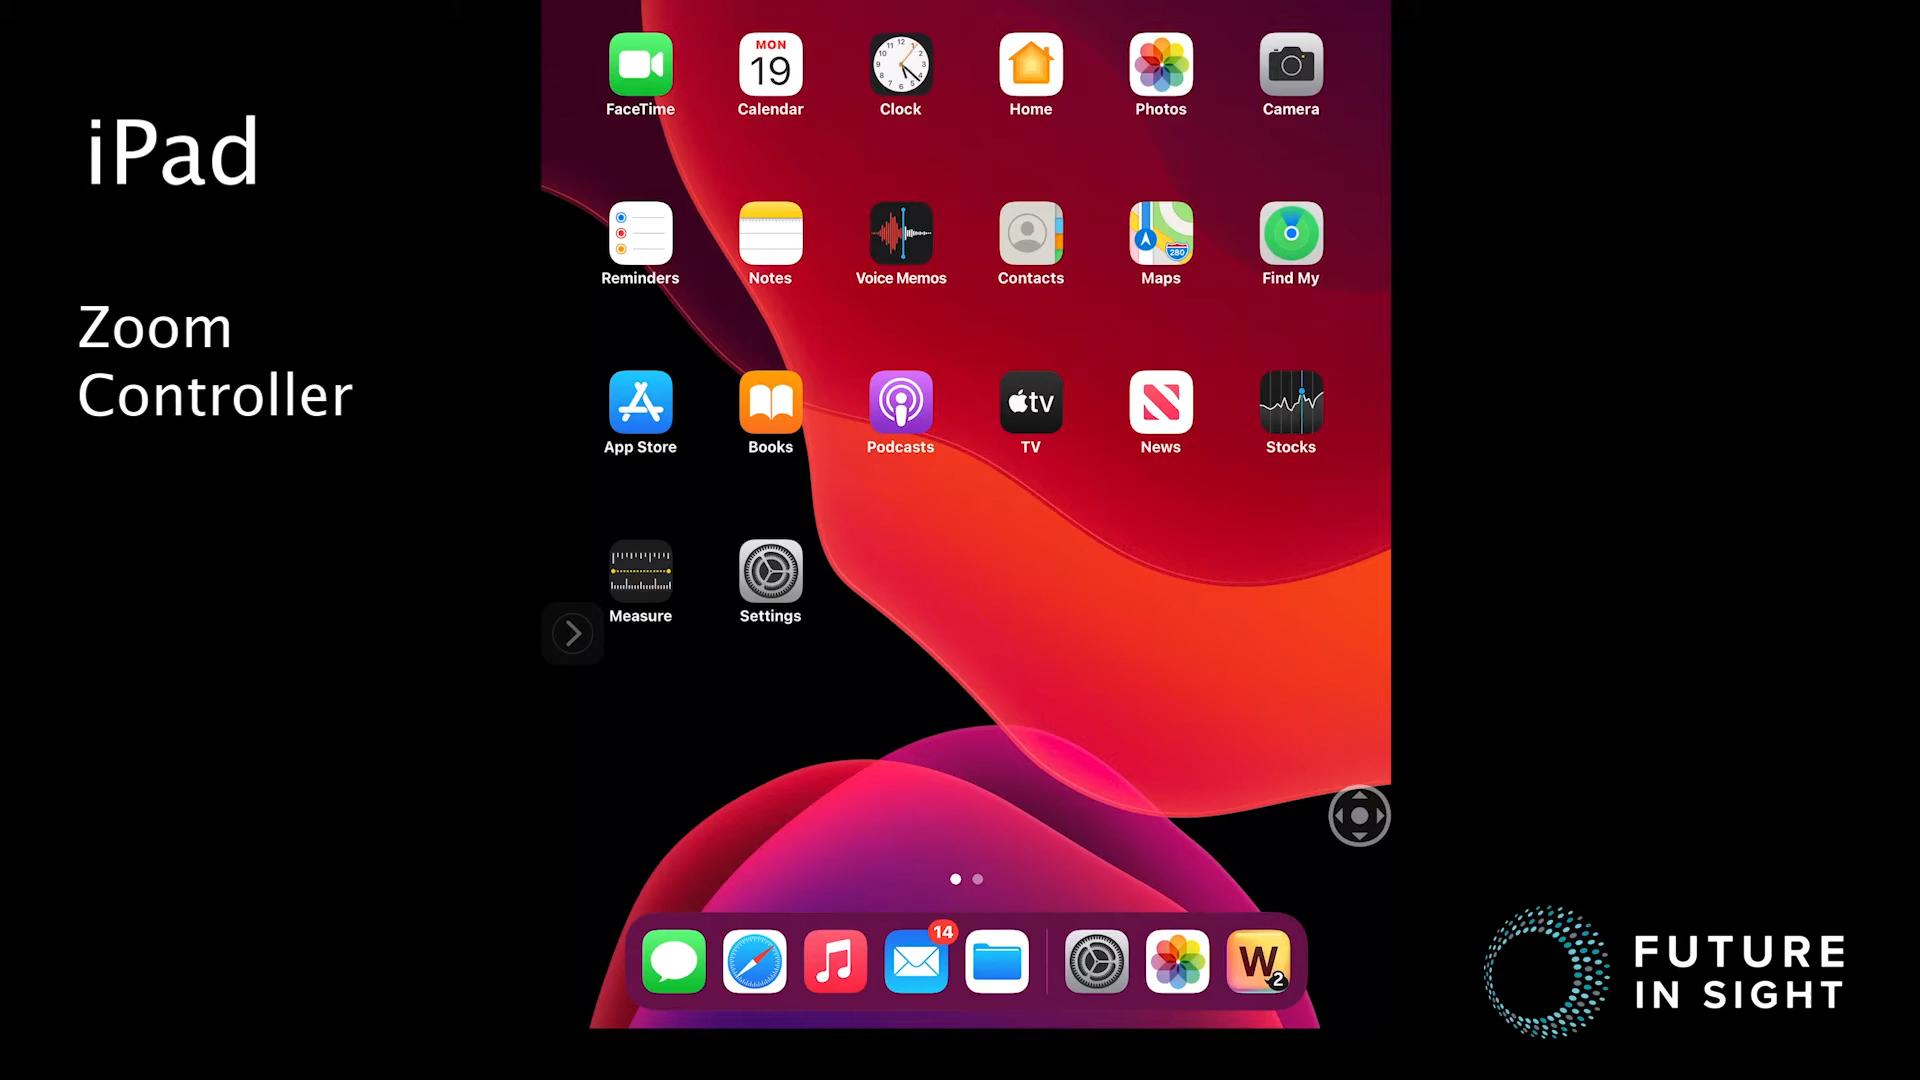 iPad
Zoom
Controller
MON
19
FaceTime
Calendar
Clock
Home
Photos
Camera
280
Reminders
Notes
Voice Memos
Contacts
Maps
Find My
tv
App Store
Books
Podcasts
TV
News
Stocks
Measure
Settings
14
W
2
FUTURE
IN SIGHT